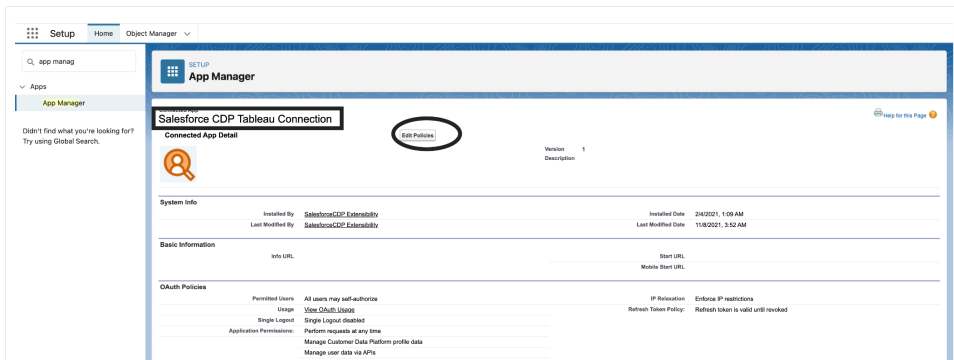 Setup
Home
Object Manager
app manag
Apps
App Manager
Didn't find what you're looking for?
Try using Global Search.
SETUP
App Manager
Connected App
Salesforce CDP Tableau Connection
Help for this Page
Connected App Detail
Edit Policies
Version 1
Description
System Info
Installed By SalesforceCDP Extensibility Installed Date 2/4/2021, 1:09 AM
Last Modified By SalesforceCDP Extensibility Last Modified Date 11/8/2021, 3:52 AM
Basic Information
Info URL Start URL
Mobile Start URL
OAuth Policies
Permitted Users All users may self-authorize IP Relaxation Enforce IP restrictions
Usage View OAuth Usage Refresh Token Policy: Refresh token is valid until revoked
Single Logout Single Logout disabled
Application Permissions: Perform requests at any time
Manage Customer Data Platform profile data
Manage user data via APIs